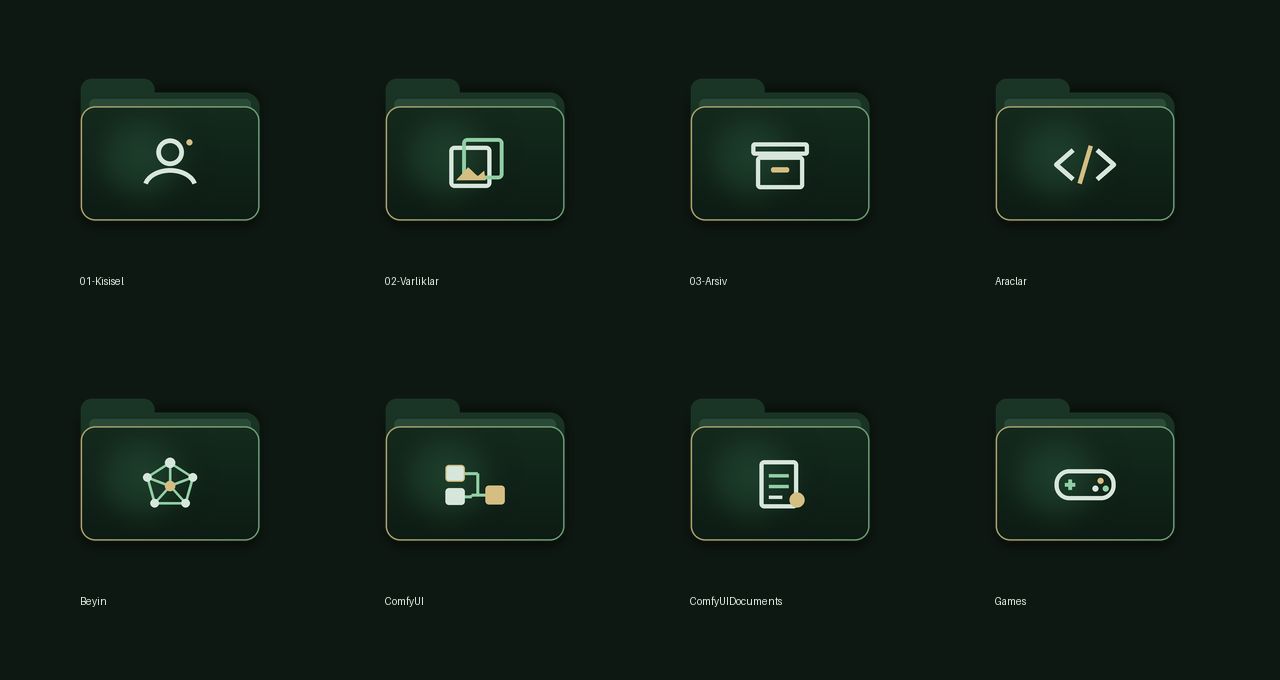 01-Kisisel
02-Varliklar
03-Arsiv
Araclar
Beyin
ComfyUI
ComfyUIDocuments
Games